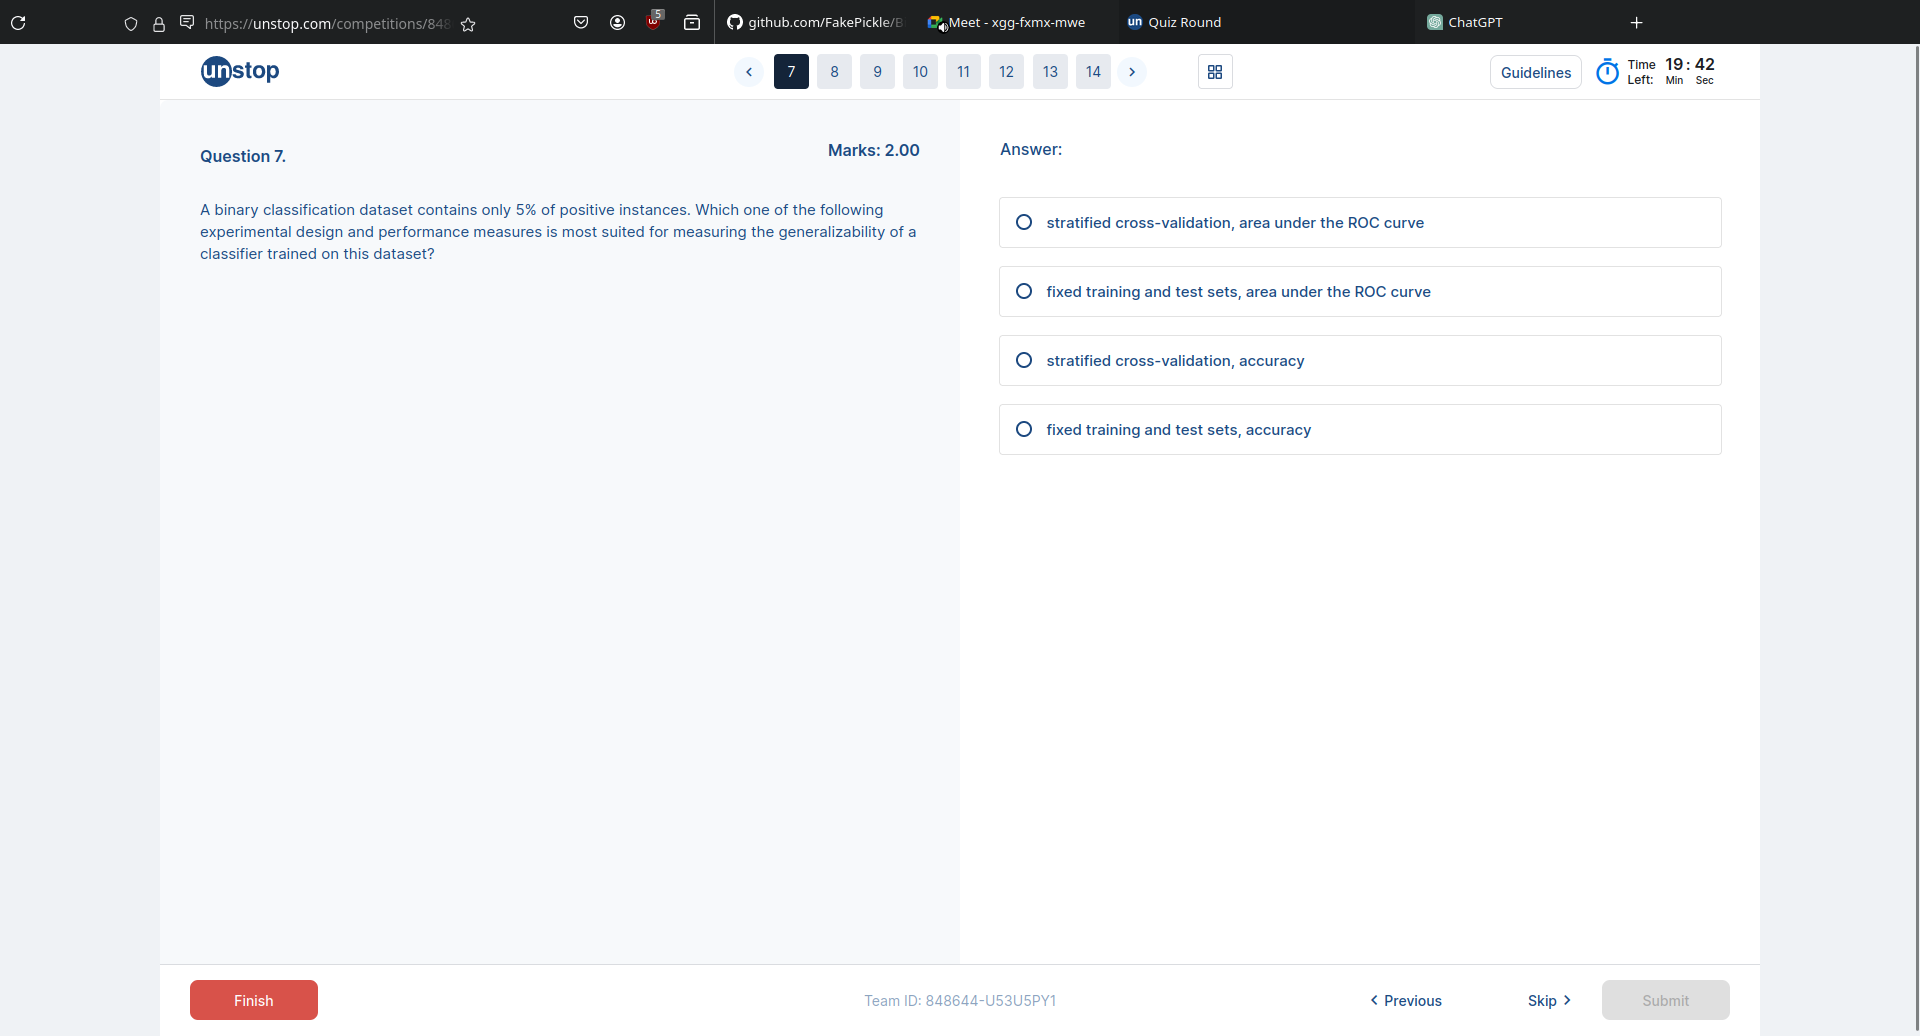 https://unstop.com/competitions/848
5
github.com/FakePickle/B
Meet - xgg-fxmx-mwe
un Quiz Round
ChatGPT
unstop
7 8 9 10 11 12 13 14
Guidelines
Time Left: 19 : 42
Min Sec
Question 7.
Marks: 2.00
A binary classification dataset contains only 5% of positive instances. Which one of the following
experimental design and performance measures is most suited for measuring the generalizability of a
classifier trained on this dataset?
Answer:
stratified cross-validation, area under the ROC curve
fixed training and test sets, area under the ROC curve
stratified cross-validation, accuracy
fixed training and test sets, accuracy
Finish
Team ID: 848644-U53U5PY1
Previous
Skip
Submit